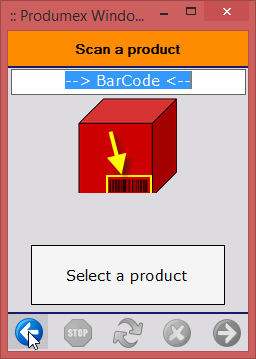 :: Produmex Windo...
Scan a product
--> BarCode <--
Select a product
STOP